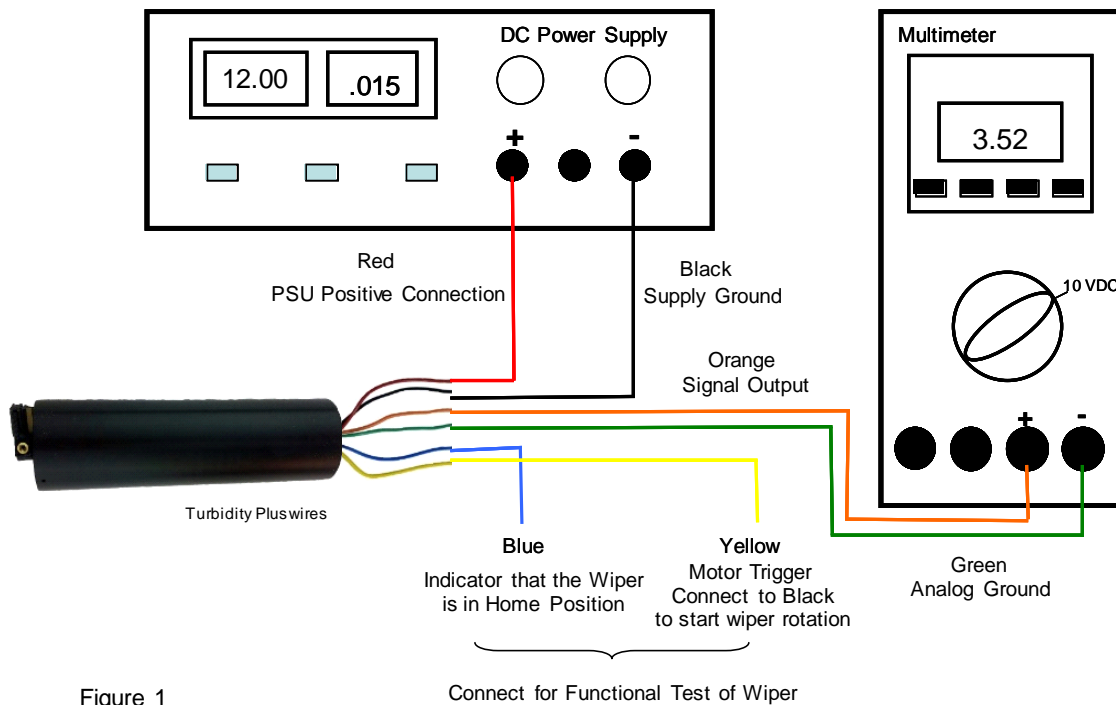 DC Power Supply
12.00
.015
+
-
Multimeter
3.52
10 VDC
+
-
Red
PSU Positive Connection
Black
Supply Ground
Orange
Signal Output
Turbidity Plus wires
Blue
Indicator that the Wiper
is in Home Position
Yellow
Motor Trigger
Connect to Black
to start wiper rotation
Green
Analog Ground
Connect for Functional Test of Wiper
Figure 1